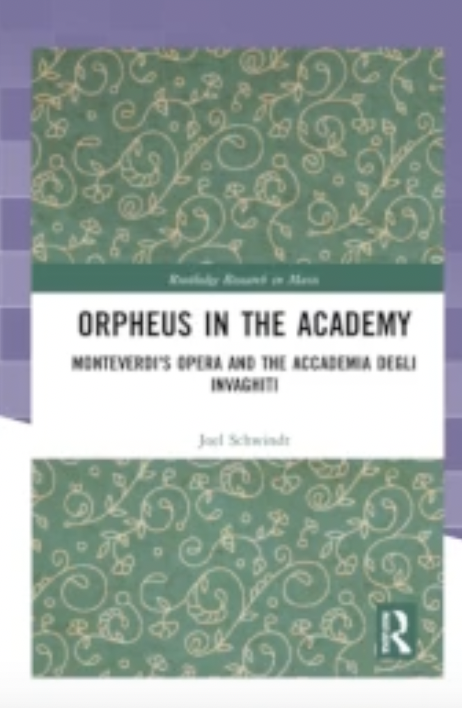 Routledge Research in Music
ORPHEUS IN THE ACADEMY
MONTEVERDI'S OPERA AND THE ACCADEMIA DEGLI
INVAGHITI
Joel Schwindt
R